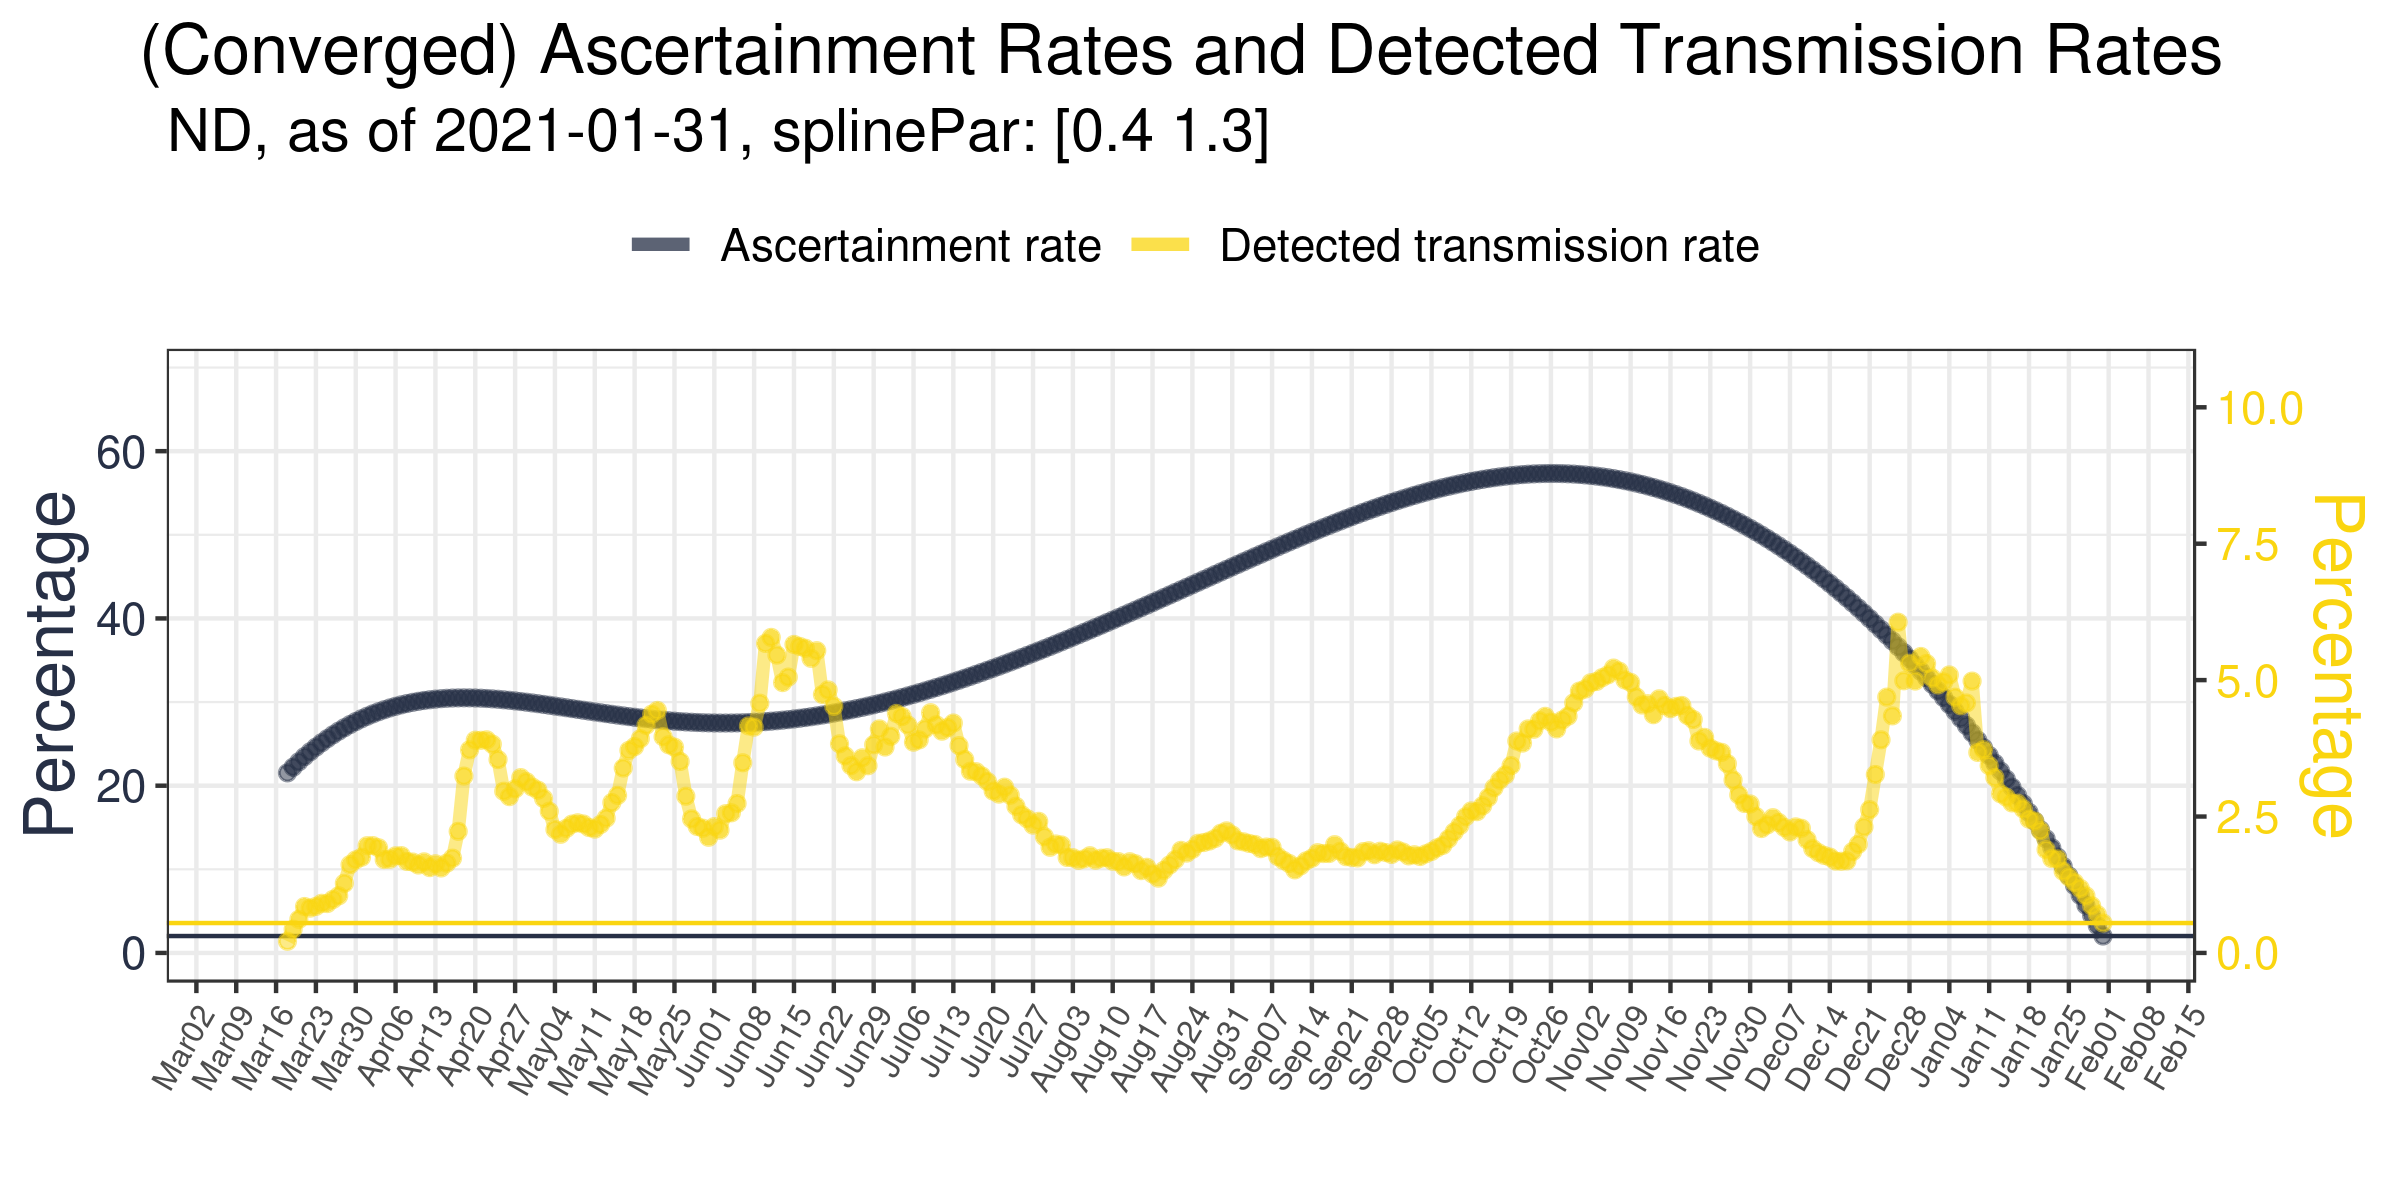 (Converged) Ascertainment Rates and Detected Transmission Rates
ND, as of 2021-01-31, splinePar: [0.4 1.3]
Ascertainment rate
Detected transmission rate
Percentage
60
40
20
0
10.0
7.5
5.0
2.5
0.0
Percentage
Mar02
Mar09
Mar16
Mar23
Mar30
Apr06
Apr13
Apr20
Apr27
May04
May11
May18
May25
Jun01
Jun08
Jun15
Jun22
Jun29
Jul06
Jul13
Jul20
Jul27
Aug03
Aug10
Aug17
Aug24
Aug31
Sep07
Sep14
Sep21
Sep28
Oct05
Oct12
Oct19
Oct26
Nov02
Nov09
Nov16
Nov23
Nov30
Dec07
Dec14
Dec21
Dec28
Jan04
Jan11
Jan18
Jan25
Feb01
Feb08
Feb15